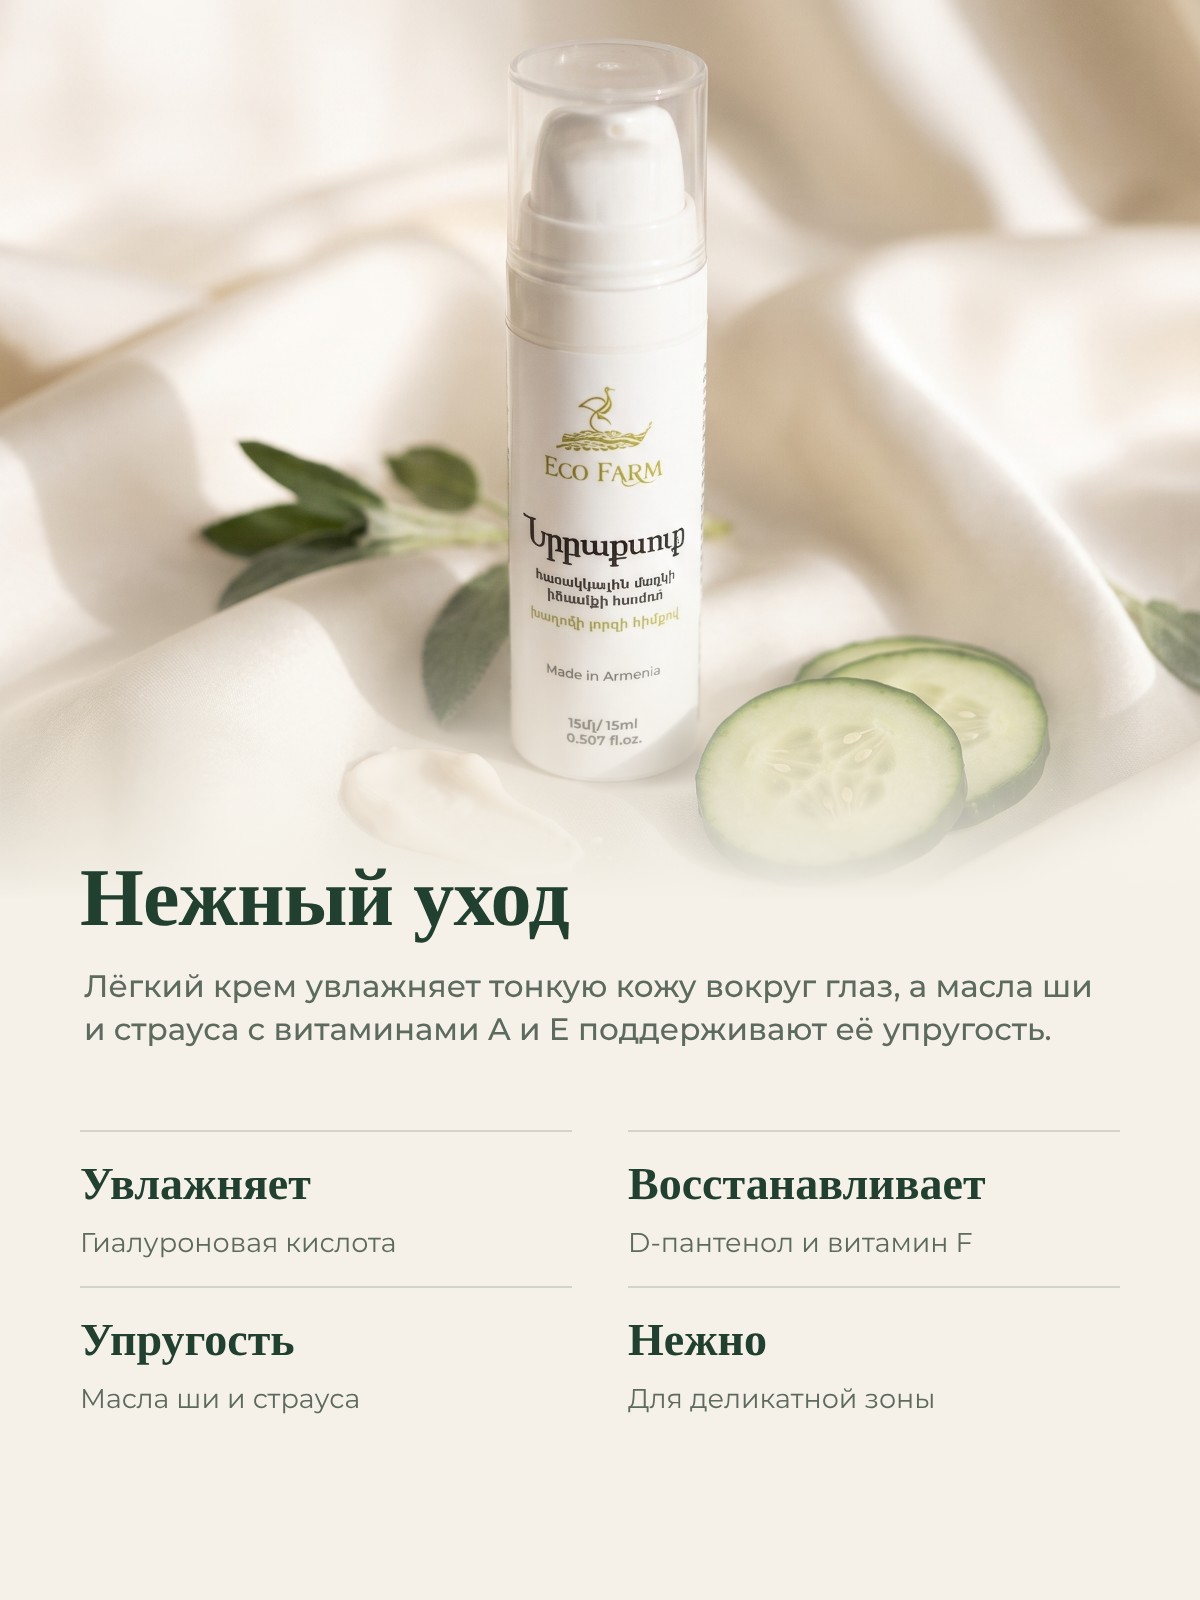 ECO FARM
Made in Armenia
15մլ/ 15ml
0.507 fl.oz.
Нежный уход
Лёгкий крем увлажняет тонкую кожу вокруг глаз, а масла ши
и страуса с витаминами А и Е поддерживают её упругость.
Увлажняет
Гиалуроновая кислота
Восстанавливает
D-пантенол и витамин F
Упругость
Масла ши и страуса
Нежно
Для деликатной зоны